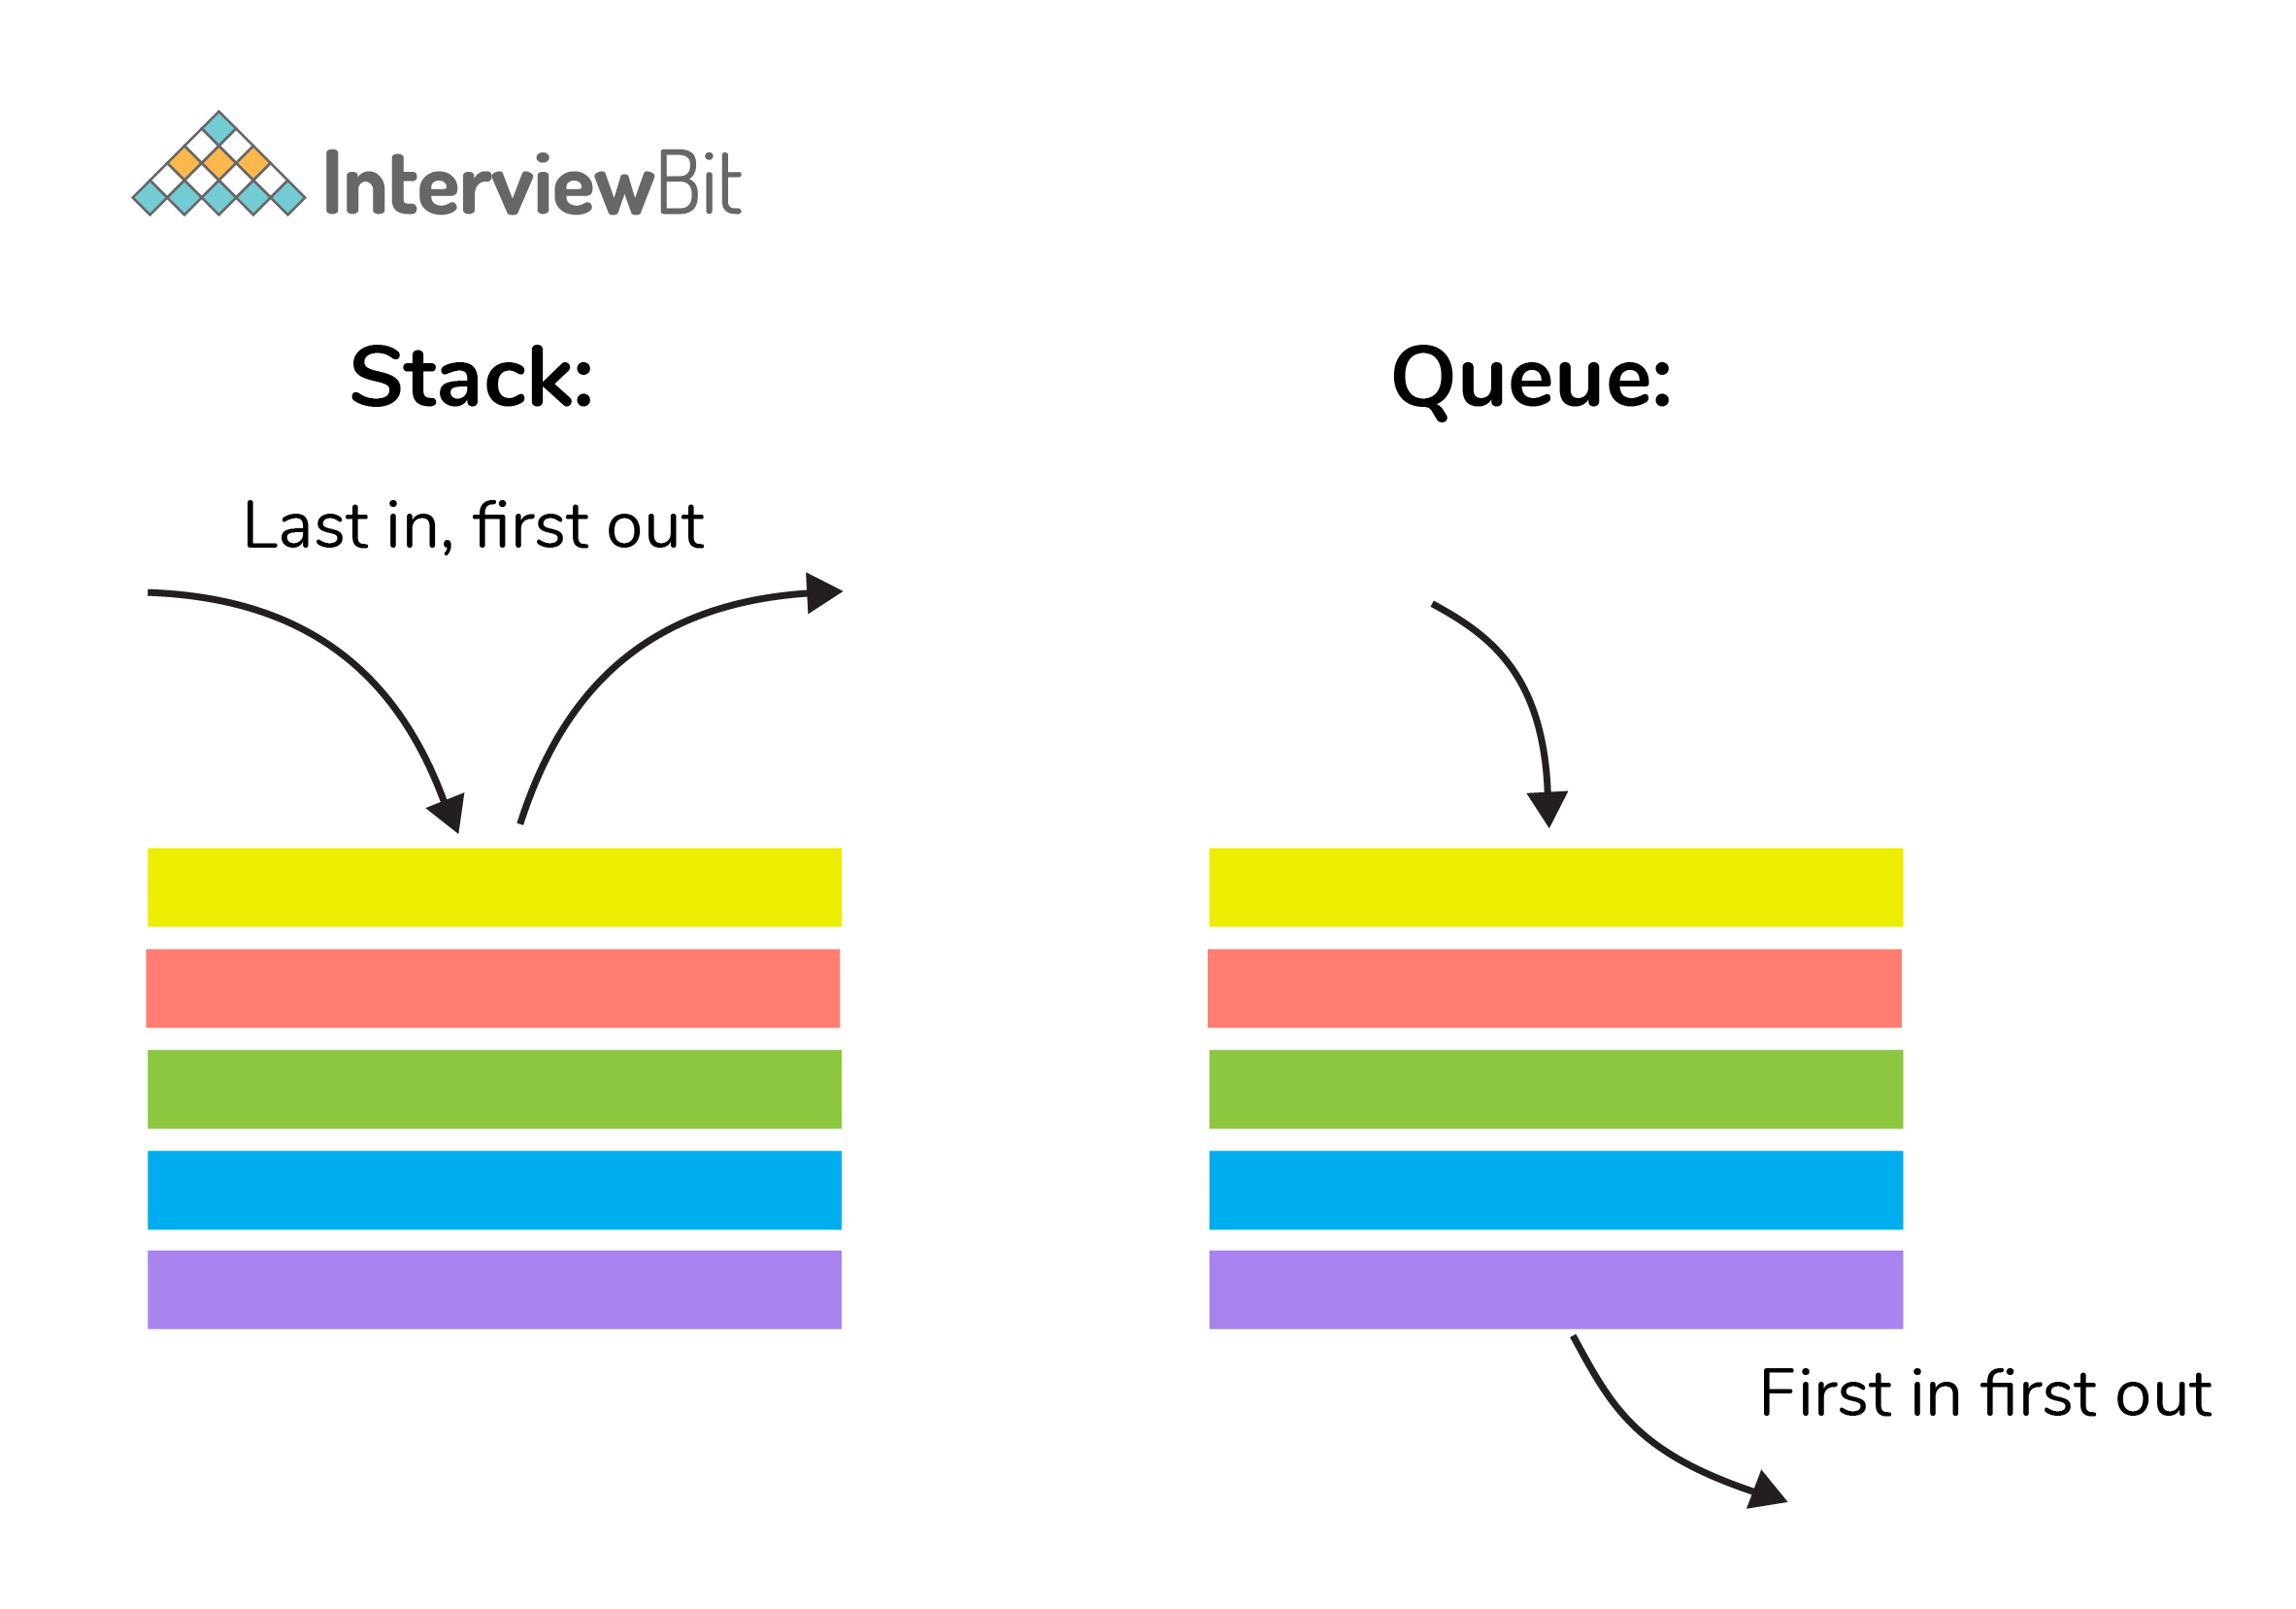 InterviewBit
Stack:
Queue:
Last in, first out
First in first out